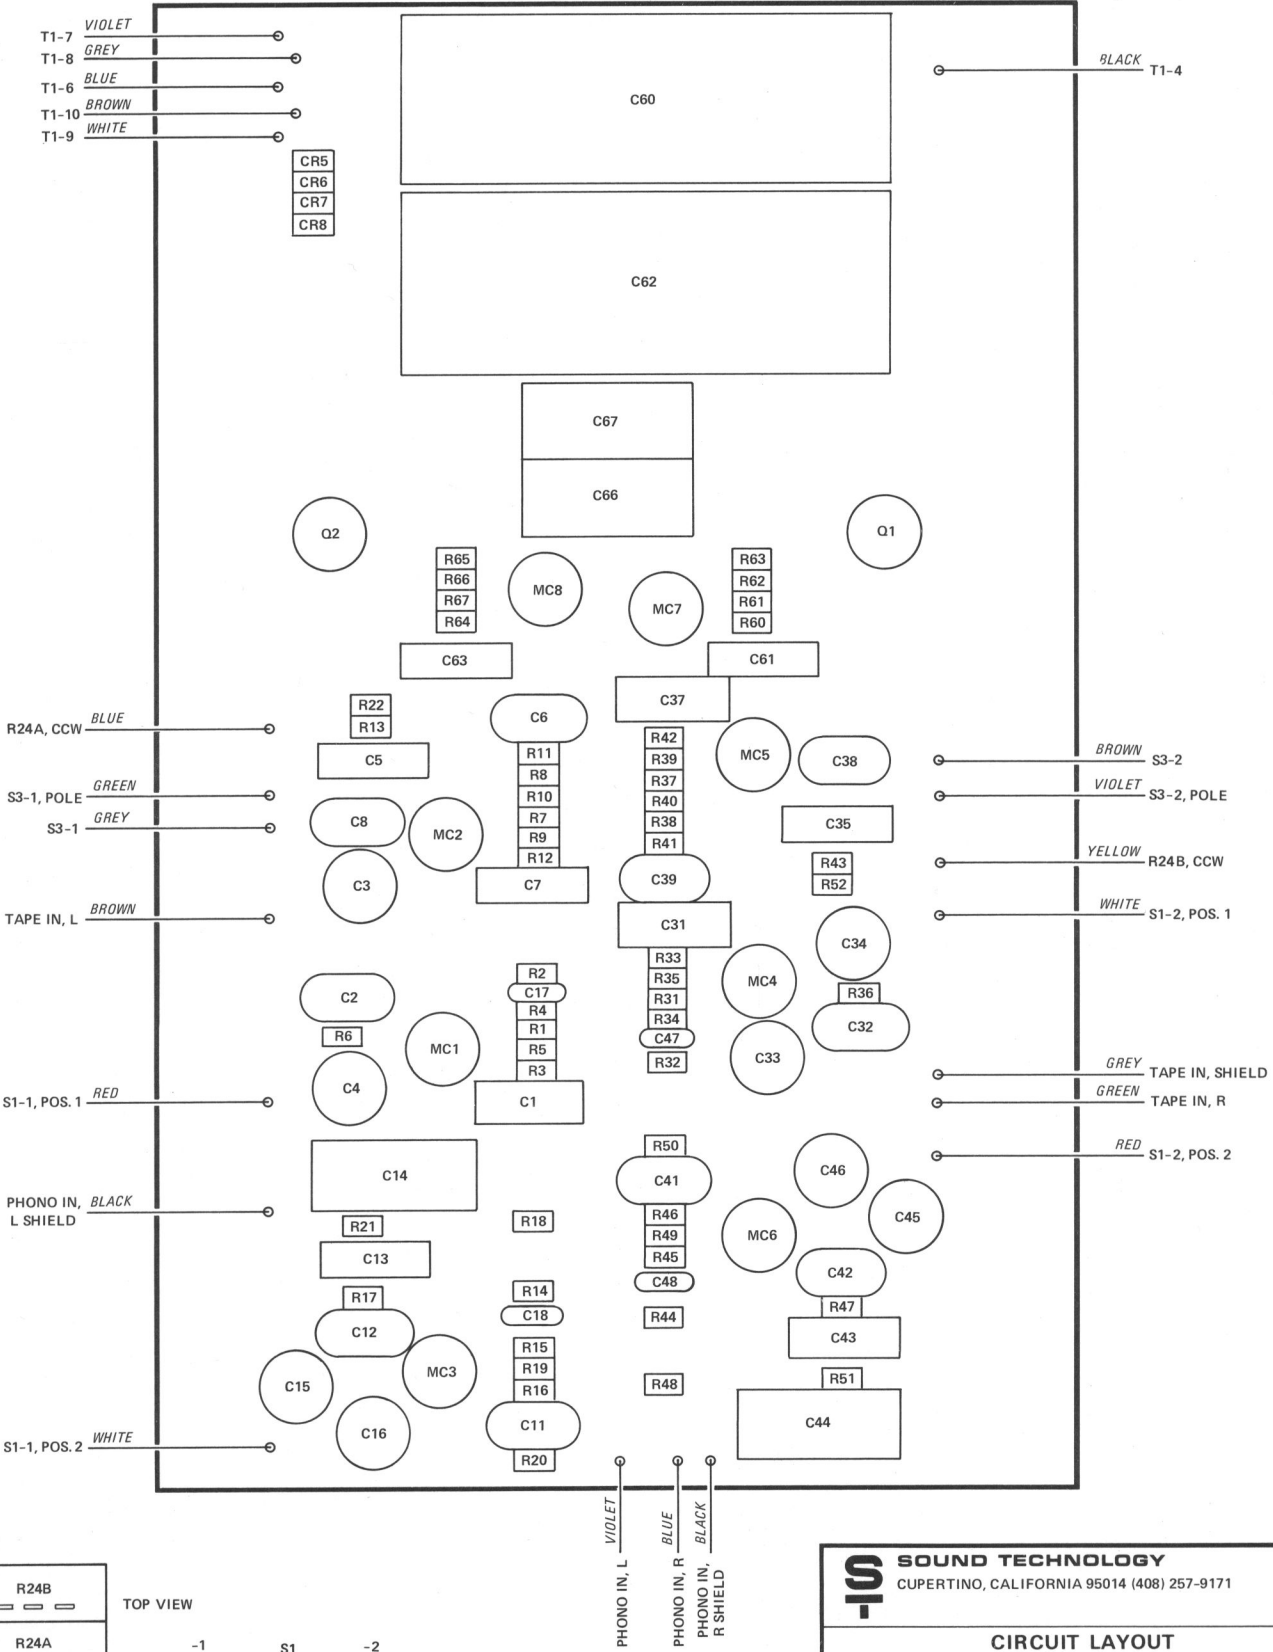 T1-7 VIOLET
T1-8 GREY
T1-6 BLUE
T1-10 BROWN
T1-9 WHITE
BLACK T1-4
C60
CR5
CR6
CR7
CR8
C62
C67
C66
Q2
Q1
R65
R66
R67
R64
MC8
MC7
R63
R62
R61
R60
C63
C61
C37
R22
R13
C6
R24A, CCW BLUE
C5
R11
R8
R10
R7
R9
R12
R42
R39
R37
R40
R38
R41
MC5
C38
BROWN S3-2
S3-1, POLE GREEN
VIOLET S3-2, POLE
S3-1 GREY
C8
MC2
C35
C3
C7
C39
R43
R52
YELLOW R24B, CCW
TAPE IN, L BROWN
C31
C34
WHITE S1-2, POS. 1
C2
R6
MC1
C4
R2
C17
R4
R1
R5
R3
C1
R33
R35
R31
R34
C47
R32
MC4
R36
C32
C33
GREY TAPE IN, SHIELD
S1-1, POS. 1 RED
GREEN TAPE IN, R
RED S1-2, POS. 2
C14
R50
C41
C46
C45
PHONO IN, BLACK
L SHIELD
R21
R18
R46
R49
R45
C48
MC6
C13
C42
R17
R14
C18
R44
R47
C43
C12
MC3
R15
R19
R16
R48
R51
C15
C16
C11
R20
C44
S1-1, POS. 2 WHITE
VIOLET
PHONO IN, L
BLUE
PHONO IN, R
BLACK
PHONO IN,
R SHIELD
R24B
TOP VIEW
R24A
-1 S1 -2
SOUND TECHNOLOGY
CUPERTINO, CALIFORNIA 95014 (408) 257-9171
CIRCUIT LAYOUT